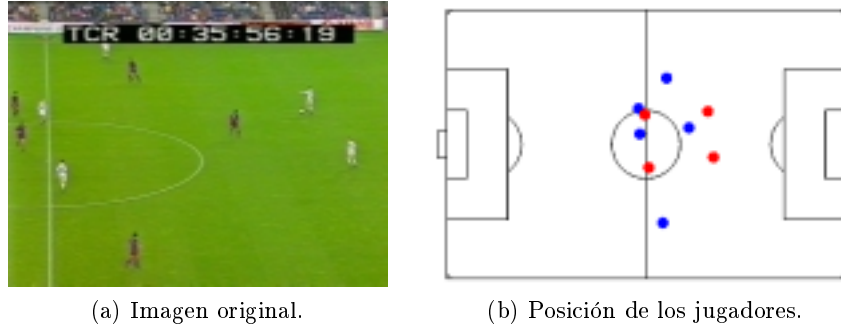 TCR 00:35:56:19
(a) Imagen original.
(b) Posición de los jugadores.